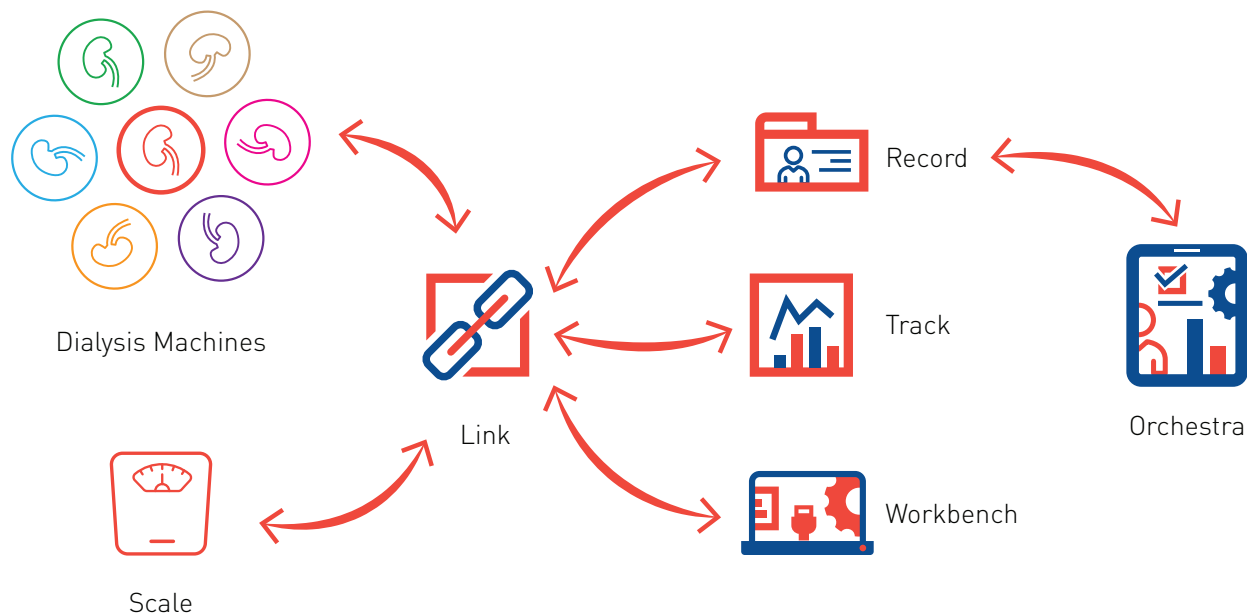 Dialysis Machines
Scale
Link
Record
Track
Workbench
Orchestra